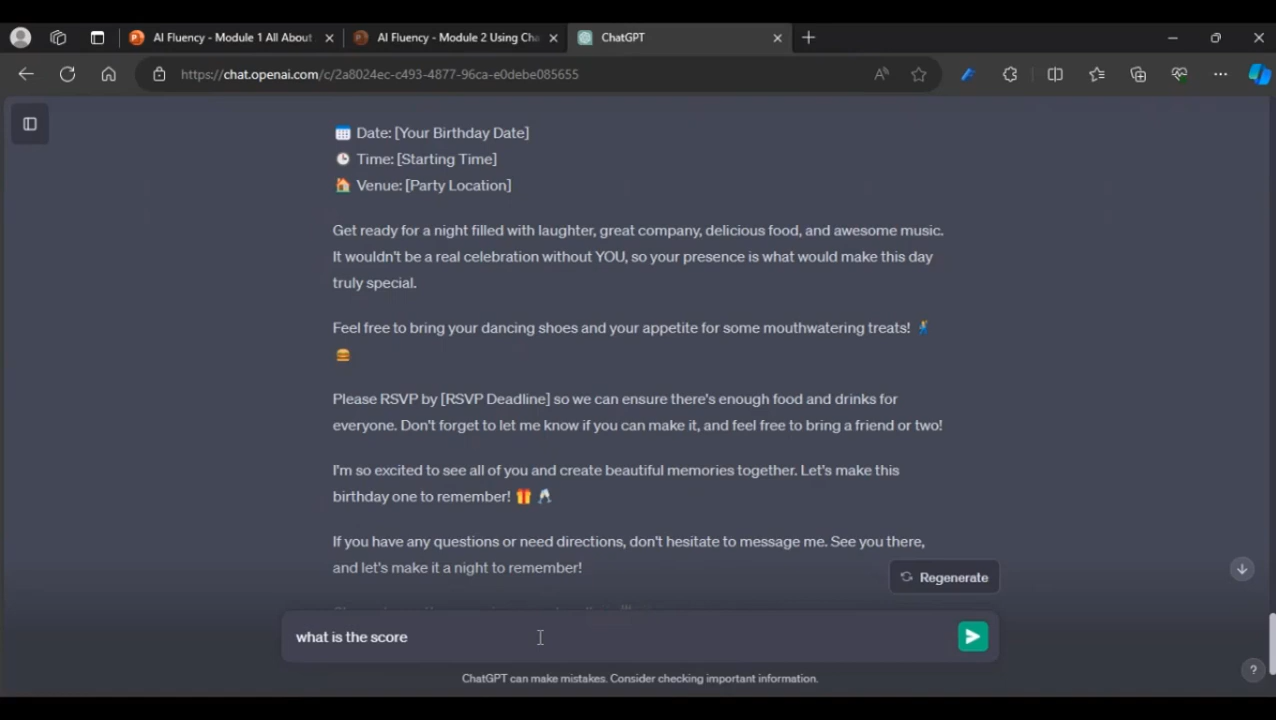 AI Fluency - Module 1 All About
AI Fluency - Module 2 Using Cha
ChatGPT
https://chat.openai.com/c/2a8024ec-c493-4877-96ca-e0debe085655
Date: [Your Birthday Date]
Time: [Starting Time]
Venue: [Party Location]
Get ready for a night filled with laughter, great company, delicious food, and awesome music.
It wouldn't be a real celebration without YOU, so your presence is what would make this day
truly special.
Feel free to bring your dancing shoes and your appetite for some mouthwatering treats!
Please RSVP by [RSVP Deadline] so we can ensure there's enough food and drinks for
everyone. Don't forget to let me know if you can make it, and feel free to bring a friend or two!
I'm so excited to see all of you and create beautiful memories together. Let's make this
birthday one to remember!
If you have any questions or need directions, don't hesitate to message me. See you there,
and let's make it a night to remember!
Regenerate
what is the score
ChatGPT can make mistakes. Consider checking important information.